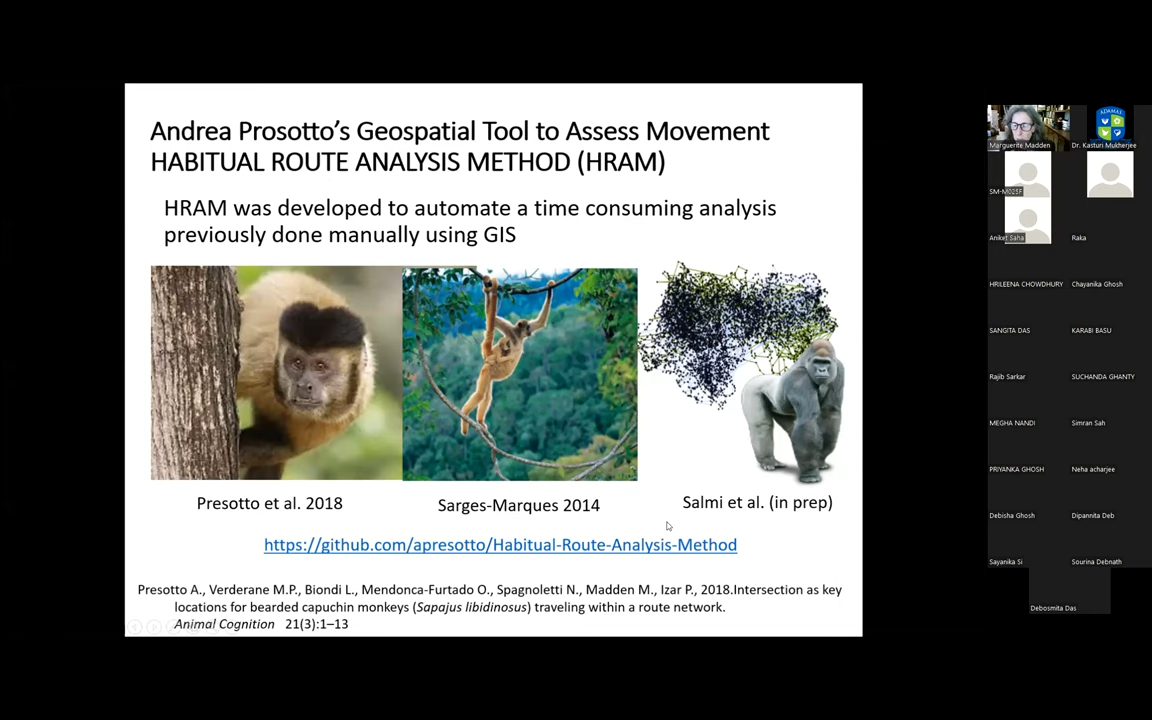 Andrea Prosotto's Geospatial Tool to Assess Movement
HABITUAL ROUTE ANALYSIS METHOD (HRAM)
HRAM was developed to automate a time consuming analysis
previously done manually using GIS
Presotto et al. 2018
Sarges-Marques 2014
Salmi et al. (in prep)
https://github.com/apresotto/Habitual-Route-Analysis-Method
Presotto A., Verderane M.P., Biondi L., Mendonca-Furtado O., Spagnoletti N., Madden M., Izar P., 2018.Intersection as key
locations for bearded capuchin monkeys (Sapajus libidinosus) traveling within a route network.
Animal Cognition 21(3):1–13
ADAMAS
Marguerite Madden
Dr. Kasturi Mukherjee
SM-M025F
Aniket Saha
Raka
HRILEENA CHOWDHURY
Chayanika Ghosh
SANGITA DAS
KARABI BASU
Rajib Sarkar
SUCHANDA GHANTY
MEGHA NANDI
Simran Sah
PRIYANKA GHOSH
Neha acharjee
Debisha Ghosh
Dipannita Deb
Sayanika Si
Sourina Debnath
Debosmita Das